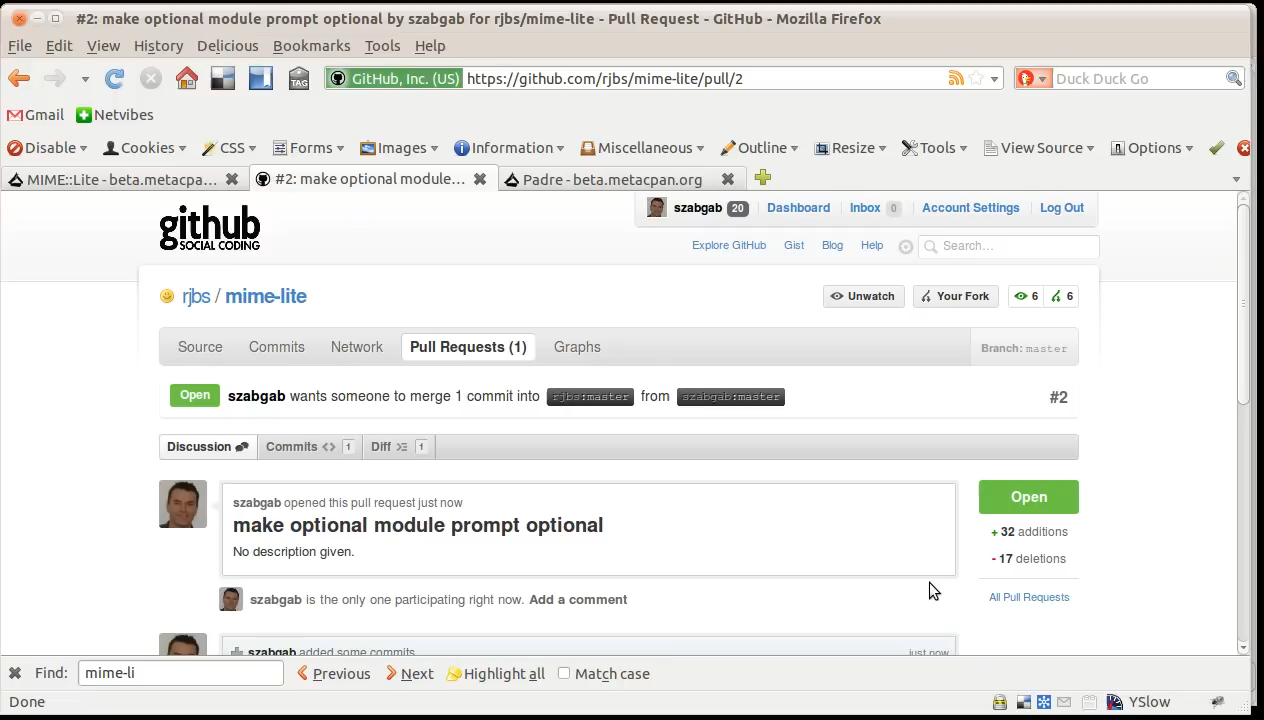 #2: make optional module prompt optional by szabgab for rjbs/mime-lite - Pull Request - GitHub - Mozilla Firefox
File Edit View History Delicious Bookmarks Tools Help
TAG GitHub, Inc. (US) https://github.com/rjbs/mime-lite/pull/2 Duck Duck Go
Gmail Netvibes
Disable Cookies CSS Forms Images Information Miscellaneous Outline Resize Tools View Source Options
MIME::Lite - beta.metacpa... #2: make optional module... Padre - beta.metacpan.org
szabgab 20 Dashboard Inbox 0 Account Settings Log Out
github
SOCIAL CODING
Explore GitHub Gist Blog Help Search...
rjbs / mime-lite Unwatch Your Fork 6 6
Source Commits Network Pull Requests (1) Graphs Branch: master
Open szabgab wants someone to merge 1 commit into rjbs:master from szabgab:master #2
Discussion Commits 1 Diff 1
szabgab opened this pull request just now Open
make optional module prompt optional
+ 32 additions
No description given.
- 17 deletions
szabgab is the only one participating right now. Add a comment All Pull Requests
szabgab added some commits just now
Find: mime-li Previous Next Highlight all Match case
Done YSlow